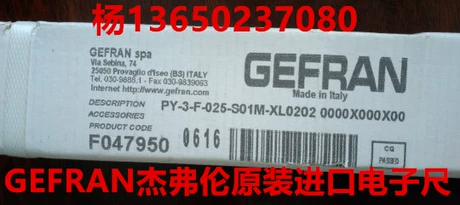 杨13650237080
GEFRAN spa
Via Sebina, 74
25050 Provaglio d'Iseo (BS) ITALY
Tel. 030-9888.1 - Fax 030-9839063
Internet: http://www.gefran.com
GEFRAN
Made in Italy
DESCRIPTION PY-3-F-025-S01M-XL0202 0000X000X00
ACCESSORIES
PRODUCT CODE
F047950 0616
CQ
PASSED
GEFRAN杰弗伦原装进口电子尺